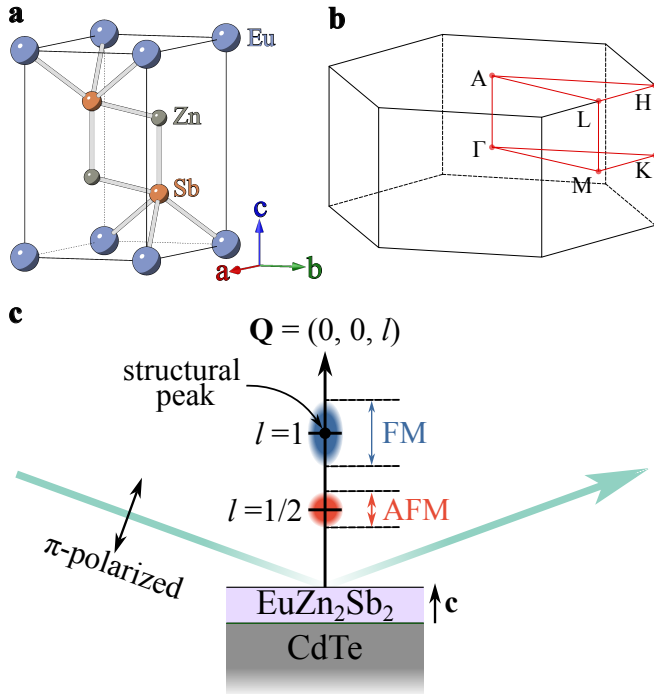 a
Eu
Zn
Sb
c
a
b
b
A
H
L
Γ
K
M
c
Q = (0, 0, l)
structural
peak
l = 1
FM
l = 1/2
AFM
π-polarized
EuZn₂Sb₂
c
CdTe